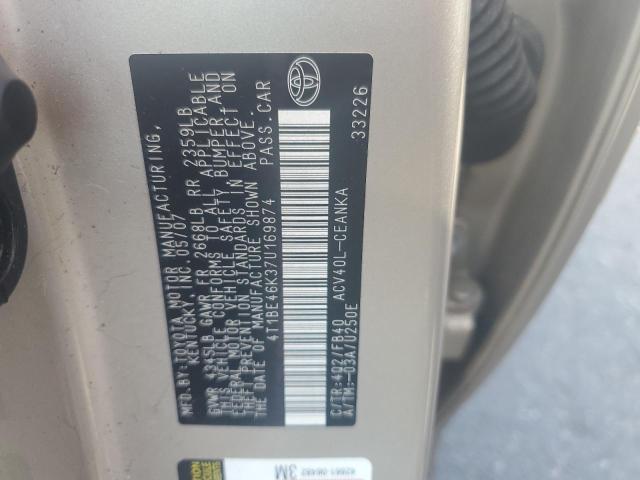 MFD. BY: TOYOTA MOTOR MANUFACTURING,
KENTUCKY, INC. 05/07
GVWR 4345LB GAWR FR 2668LB RR 2359LB
THIS VEHICLE CONFORMS TO ALL APPLICABLE
FEDERAL MOTOR VEHICLE SAFETY, BUMPER AND
THEFT PREVENTION STANDARDS IN EFFECT ON
THE DATE OF MANUFACTURE SHOWN ABOVE.
4T1BE46K37U169874 PASS.CAR
C/TR:4Q2/FB40 ACV40L-CEANKA
A/TM:-03A/U250E 33226
3M